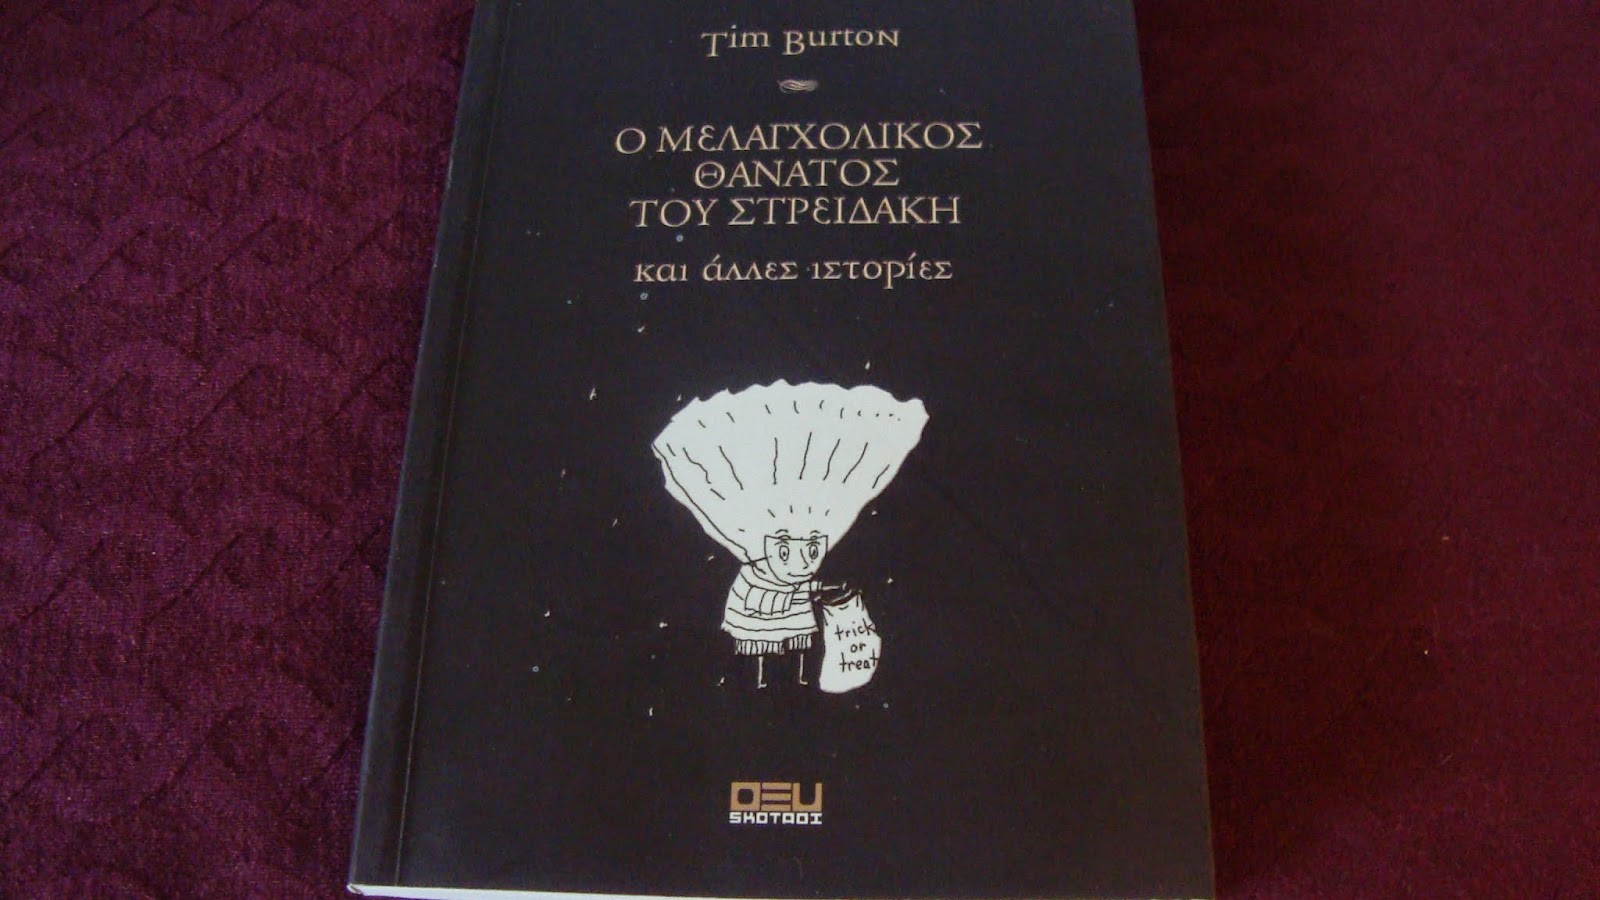 Tim Burton
Ο ΜΕΛΑΓΧΟΛΙΚΟΣ
ΘΑΝΑΤΟΣ
ΤΟΥ ΣΤΡΕΙΔΑΚΗ
και άλλες ιστορίες
trick
or
treat
ΟΞΥ
SKOTADI